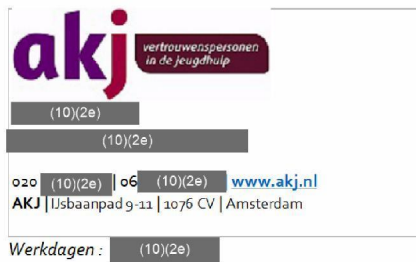 akj vertrouwenspersonen
in de jeugdhulp
(10)(2e)
(10)(2e)
020 (10)(2e) | 06 (10)(2e) www.akj.nl
AKJ | IJsbaanpad 9-11 | 1076 CV | Amsterdam
Werkdagen : (10)(2e)